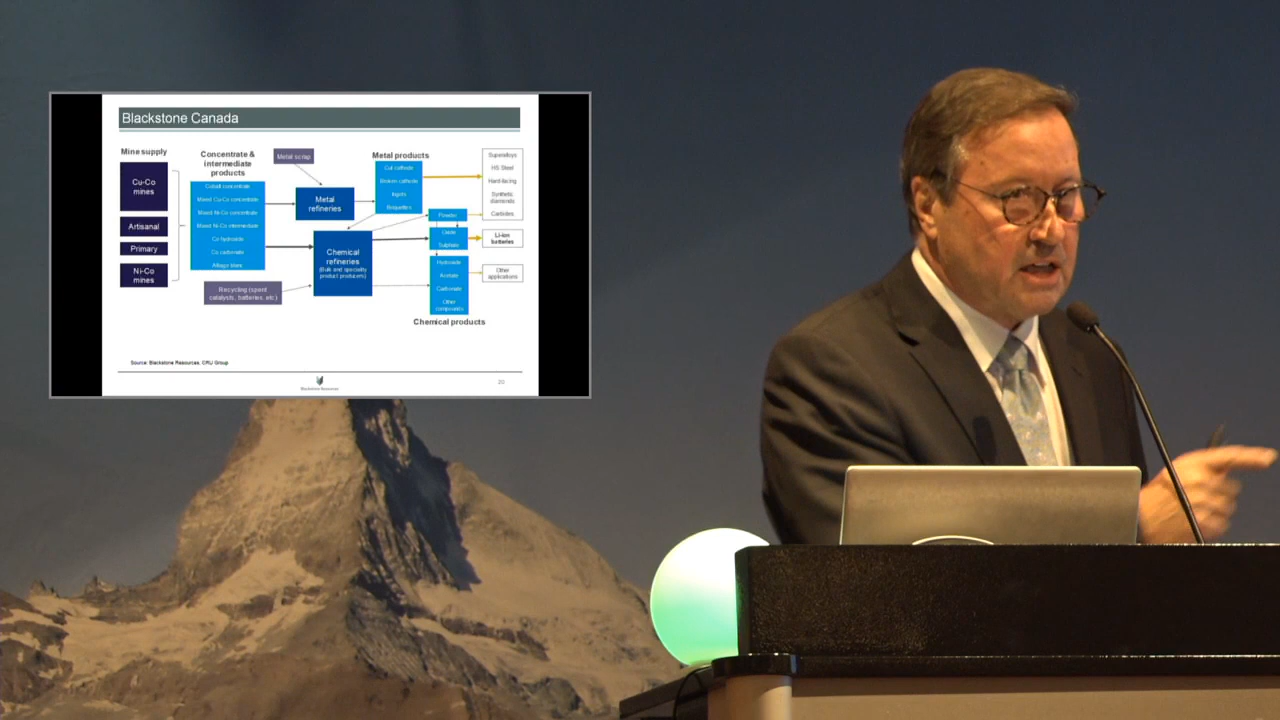 Blackstone Canada
Mine supply
Cu-Co
mines
Artisanal
Primary
Ni-Co
mines
Concentrate &
intermediate
products
Cobalt concentrate
Mixed Cu-Co concentrate
Mixed Ni-Co concentrate
Mixed Ni-Co intermediate
Co hydroxide
Co carbonate
Alliage blanc
Recycling (spent
catalysts, batteries, etc.)
Metal scrap
Metal
refineries
Chemical
refineries
(Bulk and specialty
product producers)
Metal products
Cut cathode
Broken cathode
Ingots
Briquettes
Powder
Oxide
Sulphate
Hydroxide
Acetate
Carbonate
Other
compounds
Chemical products
Superalloys
HS Steel
Hard-facing
Synthetic
diamonds
Carbides
Li-ion
batteries
Other
applications
Source: Blackstone Resources, CRU Group
Blackstone Resources
20